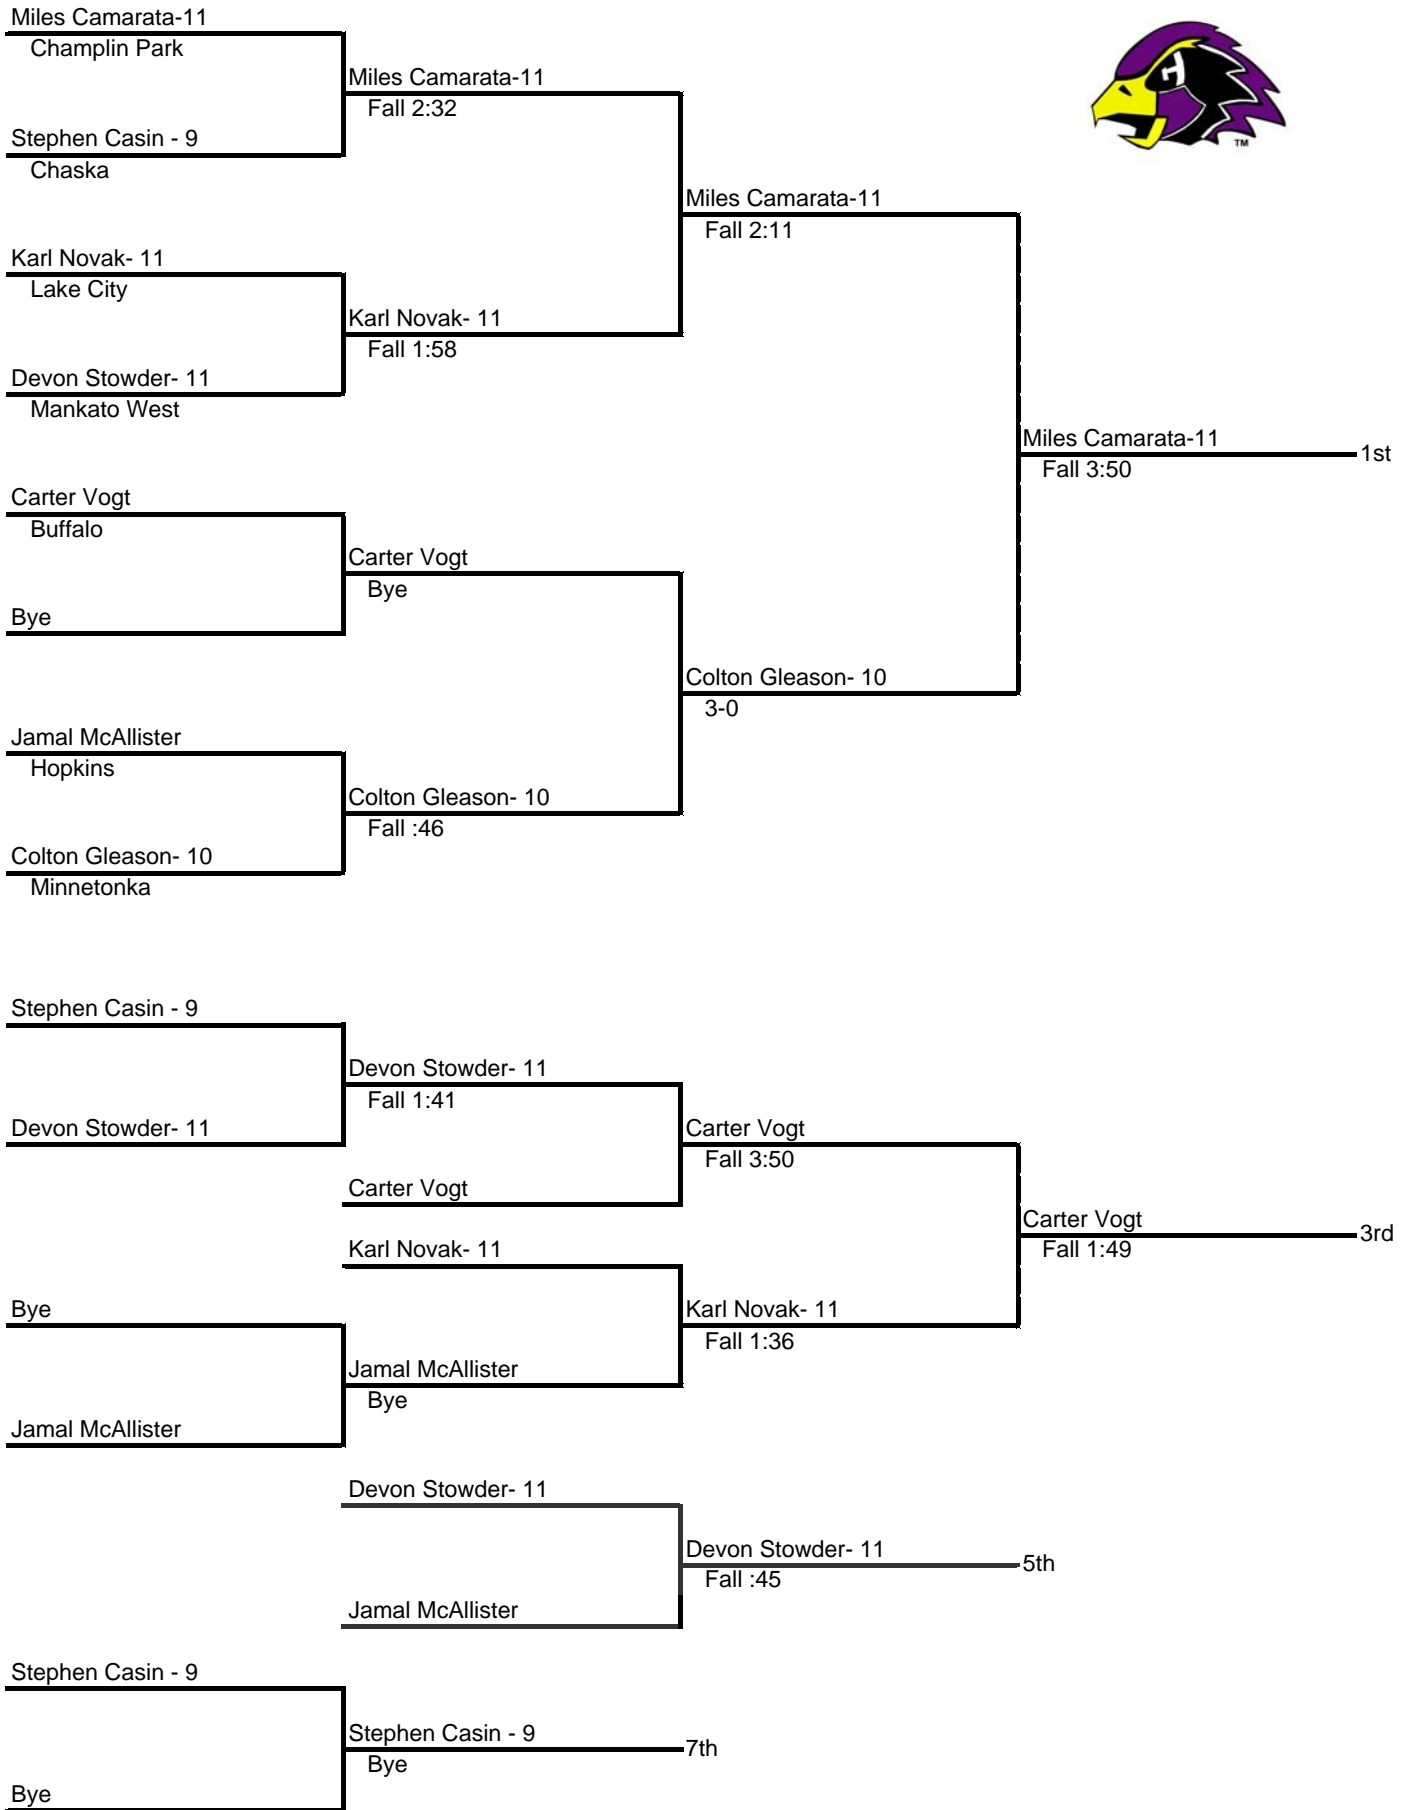 Miles Camarata-11
Champlin Park
Miles Camarata-11
Fall 2:32
Stephen Casin - 9
Chaska
Miles Camarata-11
Fall 2:11
Karl Novak- 11
Lake City
Karl Novak- 11
Fall 1:58
Devon Stowder- 11
Mankato West
Miles Camarata-11
1st
Fall 3:50
Carter Vogt
Buffalo
Carter Vogt
Bye
Bye
Colton Gleason- 10
3-0
Jamal McAllister
Hopkins
Colton Gleason- 10
Fall :46
Colton Gleason- 10
Minnetonka
Stephen Casin - 9
Devon Stowder- 11
Fall 1:41
Devon Stowder- 11
Carter Vogt
Fall 3:50
Carter Vogt
Carter Vogt
3rd
Fall 1:49
Karl Novak- 11
Bye
Karl Novak- 11
Fall 1:36
Jamal McAllister
Bye
Jamal McAllister
Devon Stowder- 11
Devon Stowder- 11
5th
Fall :45
Jamal McAllister
Stephen Casin - 9
Stephen Casin - 9
7th
Bye
Bye
TM